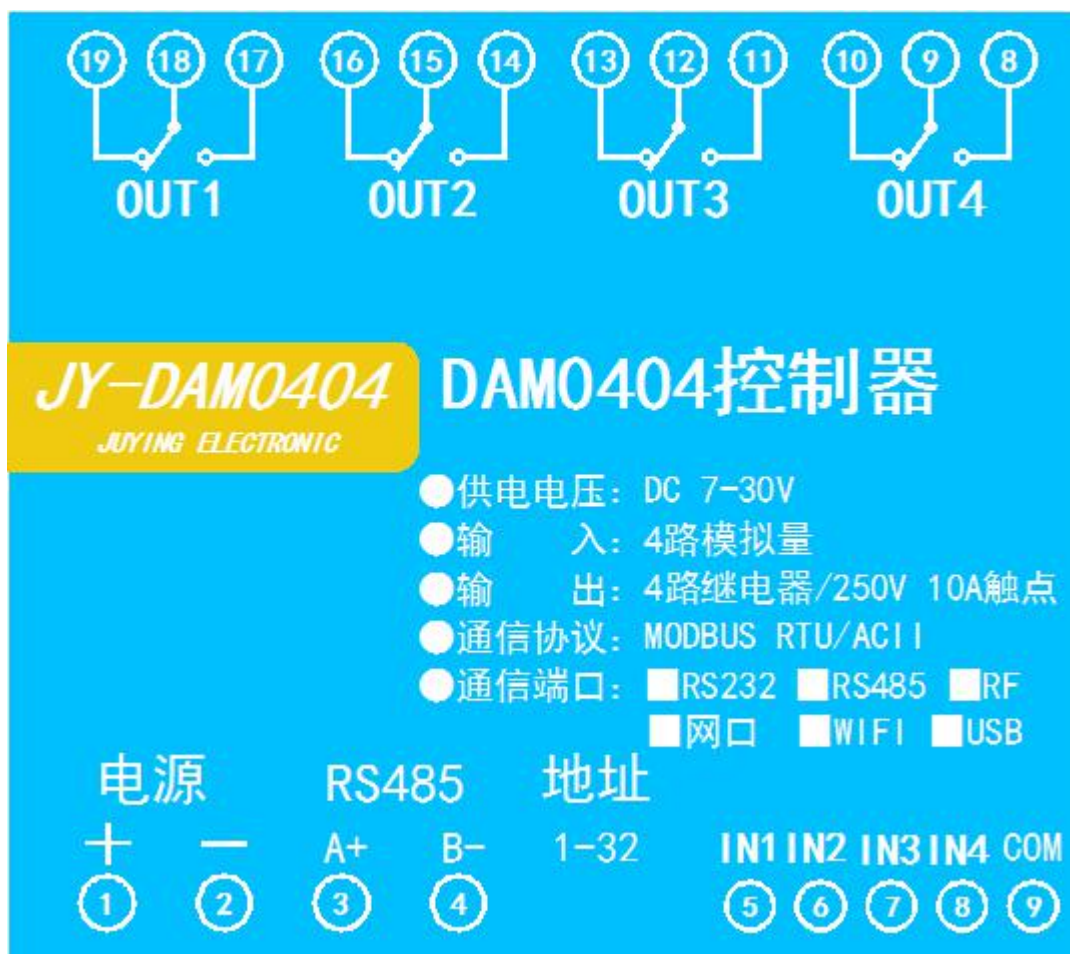 19 18 17 16 15 14 13 12 11 10 9 8
OUT1 OUT2 OUT3 OUT4
JY-DAM0404
JUYING ELECTRONIC
DAM0404控制器
●供电电压: DC 7-30V
●输 入: 4路模拟量
●输 出: 4路继电器/250V 10A触点
●通信协议: MODBUS RTU/ACII
●通信端口: ■RS232 ■RS485 ■RF
■网口 ■WIFI ■USB
电源 RS485 地址
+ — A+ B- 1-32 IN1 IN2 IN3 IN4 COM
1 2 3 4 5 6 7 8 9